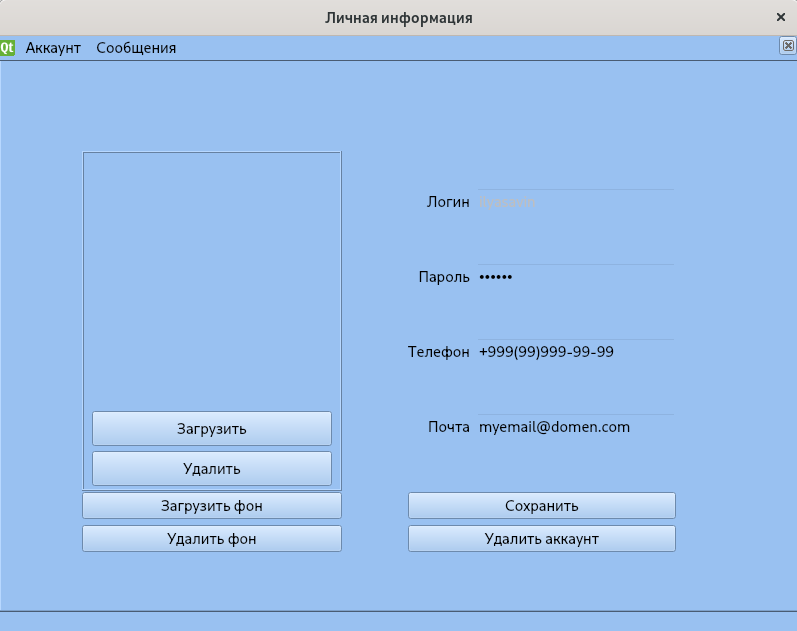 Личная информация
Qt Аккаунт Сообщения
Логин
Пароль ••••••
Телефон +999(99)999-99-99
Почта myemail@domen.com
Загрузить
Удалить
Загрузить фон
Удалить фон
Сохранить
Удалить аккаунт